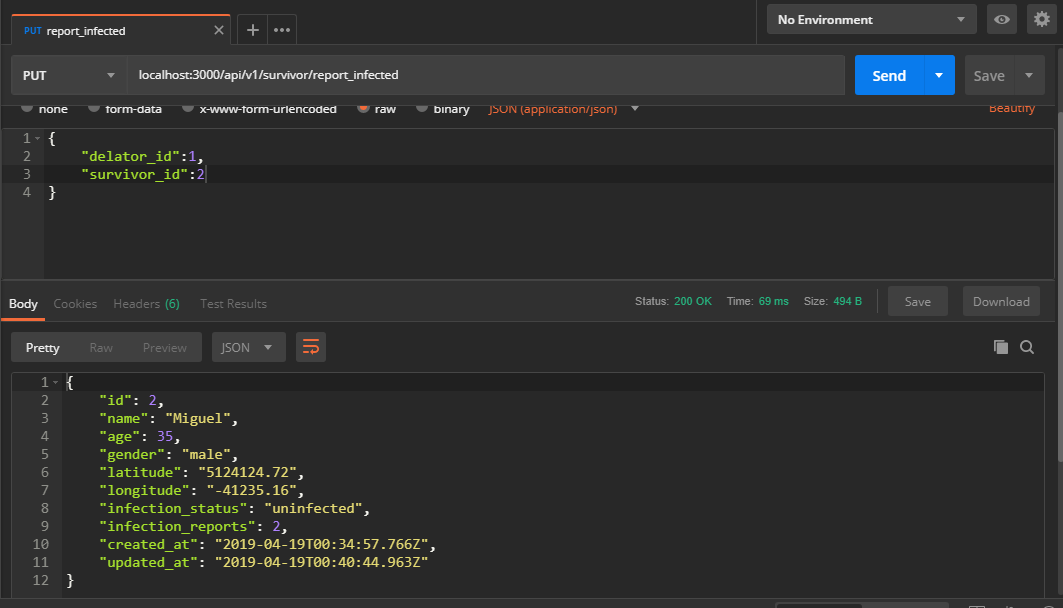 PUT report_infected
No Environment
PUT localhost:3000/api/v1/survivor/report_infected Send Save
none form-data x-www-form-urlencoded raw binary JSON (application/json) Beautify
1 {
2 "delator_id":1,
3 "survivor_id":2
4 }
Body Cookies Headers (6) Test Results Status: 200 OK Time: 69 ms Size: 494 B Save Download
Pretty Raw Preview JSON
1 {
2 "id": 2,
3 "name": "Miguel",
4 "age": 35,
5 "gender": "male",
6 "latitude": "5124124.72",
7 "longitude": "-41235.16",
8 "infection_status": "uninfected",
9 "infection_reports": 2,
10 "created_at": "2019-04-19T00:34:57.766Z",
11 "updated_at": "2019-04-19T00:40:44.963Z"
12 }